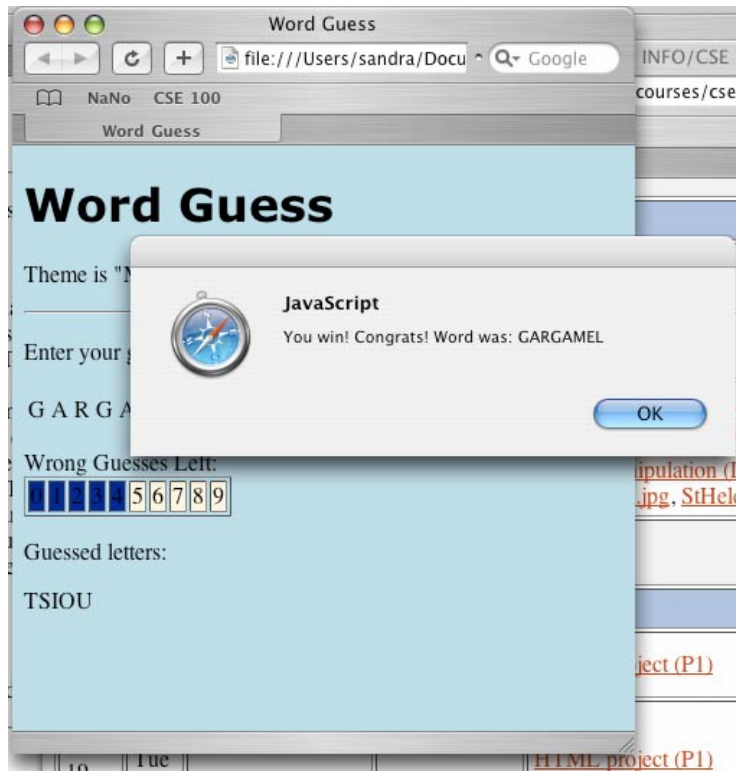 Word Guess
file:///Users/sandra/Docu
Google
INFO/CSE
NaNo CSE 100
courses/cse
Word Guess
Word Guess
Theme is "
JavaScript
You win! Congrats! Word was: GARGAMEL
Enter your
G A R G A
OK
Wrong Guesses Left:
0 1 2 3 4 5 6 7 8 9
.jpg, StHele
Guessed letters:
TSIOU
ject (P1)
19 Tue
HTML project (P1)